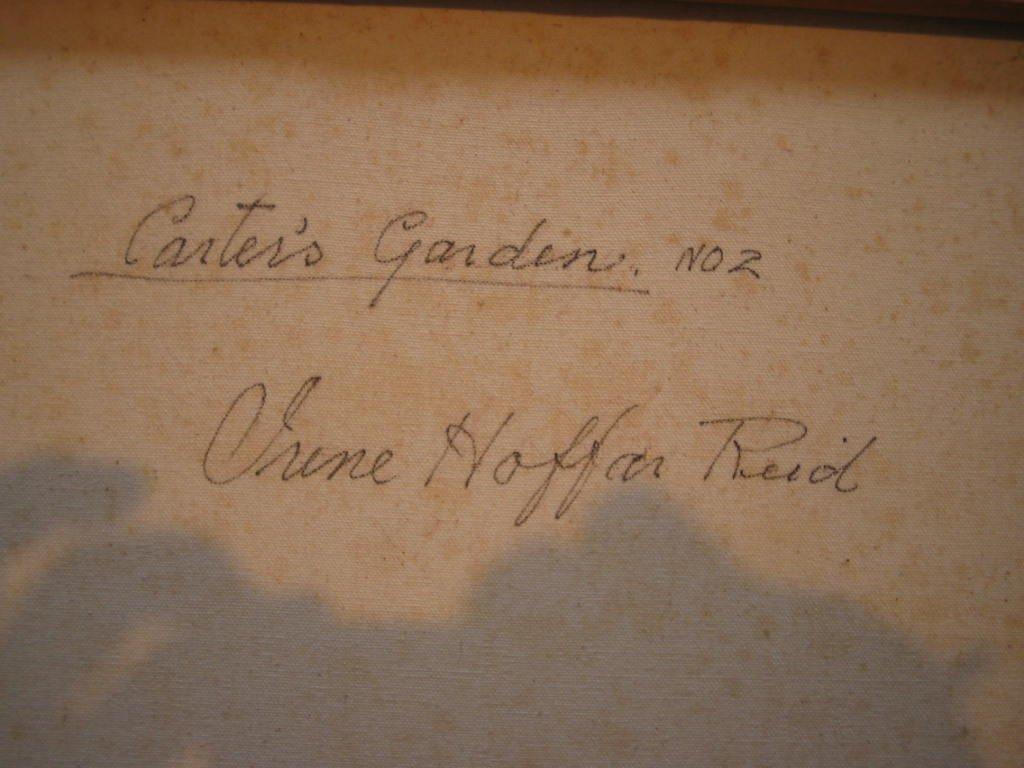 Carter's Garden. NO2
Irene Hoffar Reid